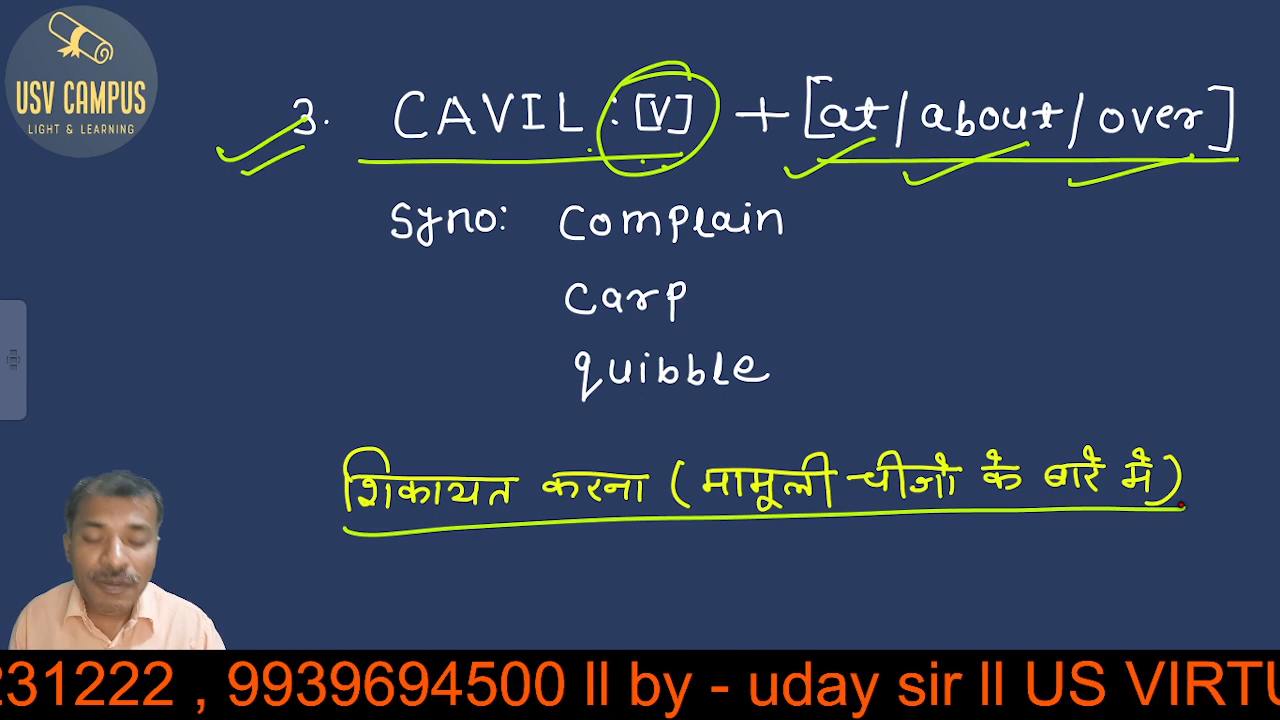 USV CAMPUS
LIGHT & LEARNING
3. CAVIL : [V] + [at / about / over]
Syno: Complain
Carp
quibble
शिकायत करना ( मामूली चीजो के बारे में )
231222 , 9939694500 ll by - uday sir ll US VIRTU